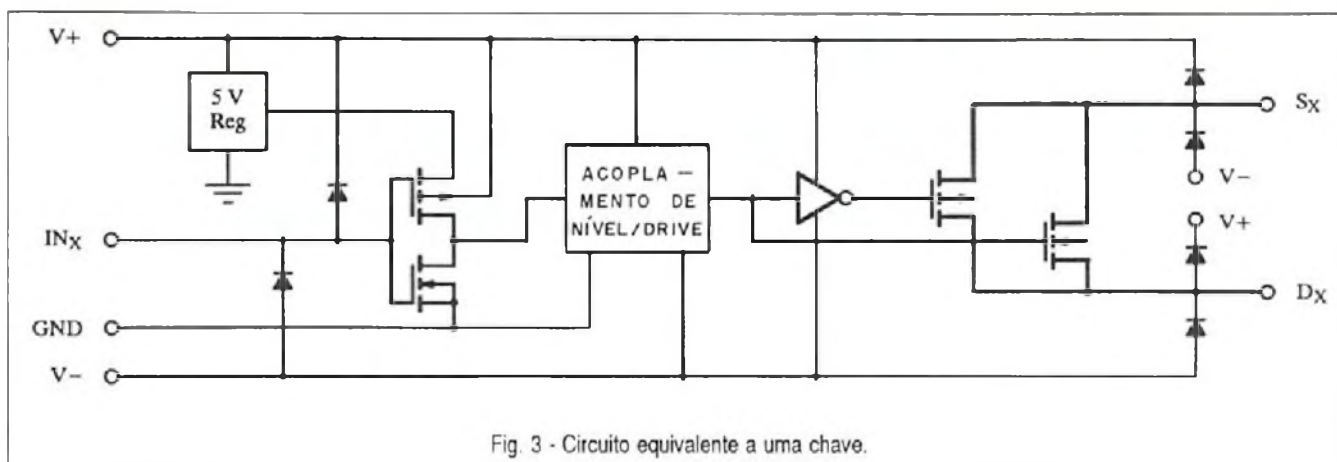 V+
5 V
Reg
INX
GND
V−
ACOPLA –
MENTO DE
NÍVEL/DRIVE
SX
V−
V+
DX
Fig. 3 - Circuito equivalente a uma chave.